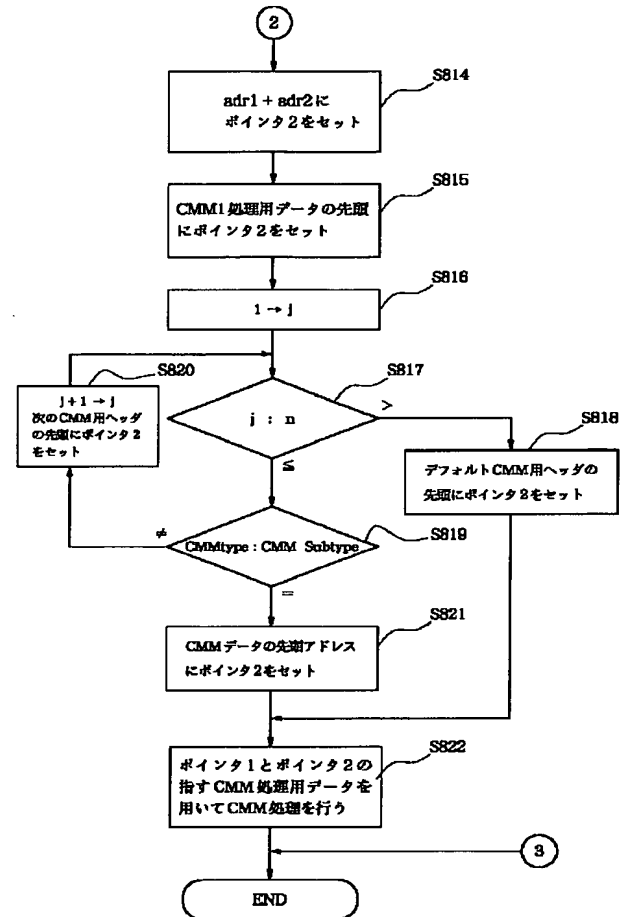 2
S814
adr1 + adr2に
ポインタ2をセット
S815
CMM1処理用データの先頭
にポインタ2をセット
S816
1 → j
S820
j + 1 → j
次のCMM用ヘッダ
の先頭にポインタ2
をセット
S817
j : n
>
≦
S818
デフォルトCMM用ヘッダの
先頭にポインタ2をセット
S819
≠
CMMtype : CMM Subtype
=
S821
CMMデータの先頭アドレス
にポインタ2をセット
S822
ポインタ1とポインタ2の
指すCMM処理用データを
用いてCMM処理を行う
3
END